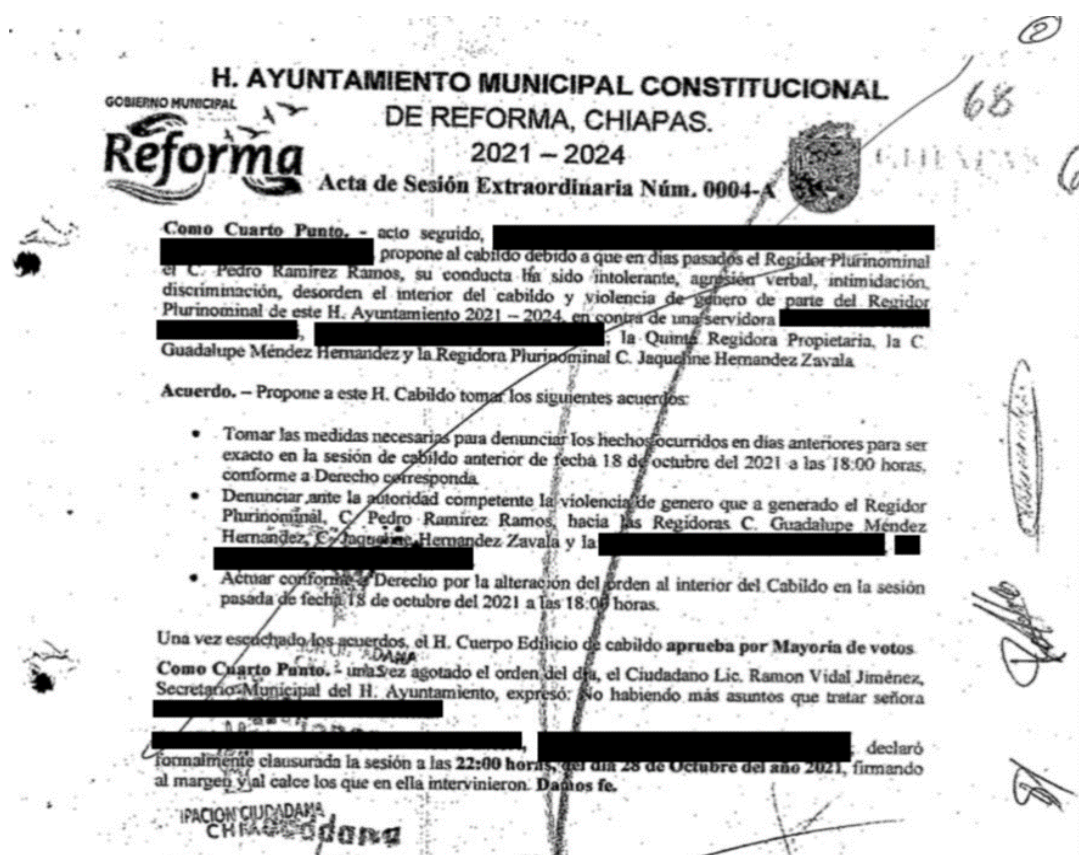 2
H. AYUNTAMIENTO MUNICIPAL CONSTITUCIONAL
68
GOBIERNO MUNICIPAL
Reforma
DE REFORMA, CHIAPAS.
2021 – 2024
CHIAPAS
Acta de Sesión Extraordinaria Núm. 0004-A
Como Cuarto Punto. - acto seguido,
propone al cabildo debido a que en días pasados el Regidor Plurinominal
el C. Pedro Ramírez Ramos, su conducta ha sido intolerante, agresión verbal, intimidación,
discriminación, desorden el interior del cabildo y violencia de género de parte del Regidor
Plurinominal de este H. Ayuntamiento 2021 – 2024, en contra de una servidora
, la Quinta Regidora Propietaria, la C.
Guadalupe Méndez Hernandez y la Regidora Plurinominal C. Jaqueline Hernandez Zavala
Acuerdo. – Propone a este H. Cabildo tomar los siguientes acuerdos:
• Tomar las medidas necesarias para denunciar los hechos ocurridos en días anteriores para ser
exacto en la sesión de cabildo anterior de fecha 18 de octubre del 2021 a las 18:00 horas,
conforme a Derecho corresponda
• Denunciar ante la autoridad competente la violencia de genero que a generado el Regidor
Plurinominal, C. Pedro Ramírez Ramos, hacia las Regidoras C. Guadalupe Méndez
Hernández, C. Jaqueline Hernandez Zavala y la
• Actuar conforme a Derecho por la alteración del orden al interior del Cabildo en la sesión
pasada de fecha 18 de octubre del 2021 a las 18:00 horas.
Una vez escuchado los acuerdos, el H. Cuerpo Edilicio de cabildo aprueba por Mayoría de votos
Como Cuarto Punto. - una vez agotado el orden del día, el Ciudadano Lic. Ramon Vidal Jiménez,
Secretario Municipal del H. Ayuntamiento, expresó: No habiendo más asuntos que tratar señora
, declaró
formalmente clausurada la sesión a las 22:00 horas, del día 28 de Octubre del año 2021, firmando
al margen y al calce los que en ella intervinieron. Damos fe.
IPACION CIUDADANA